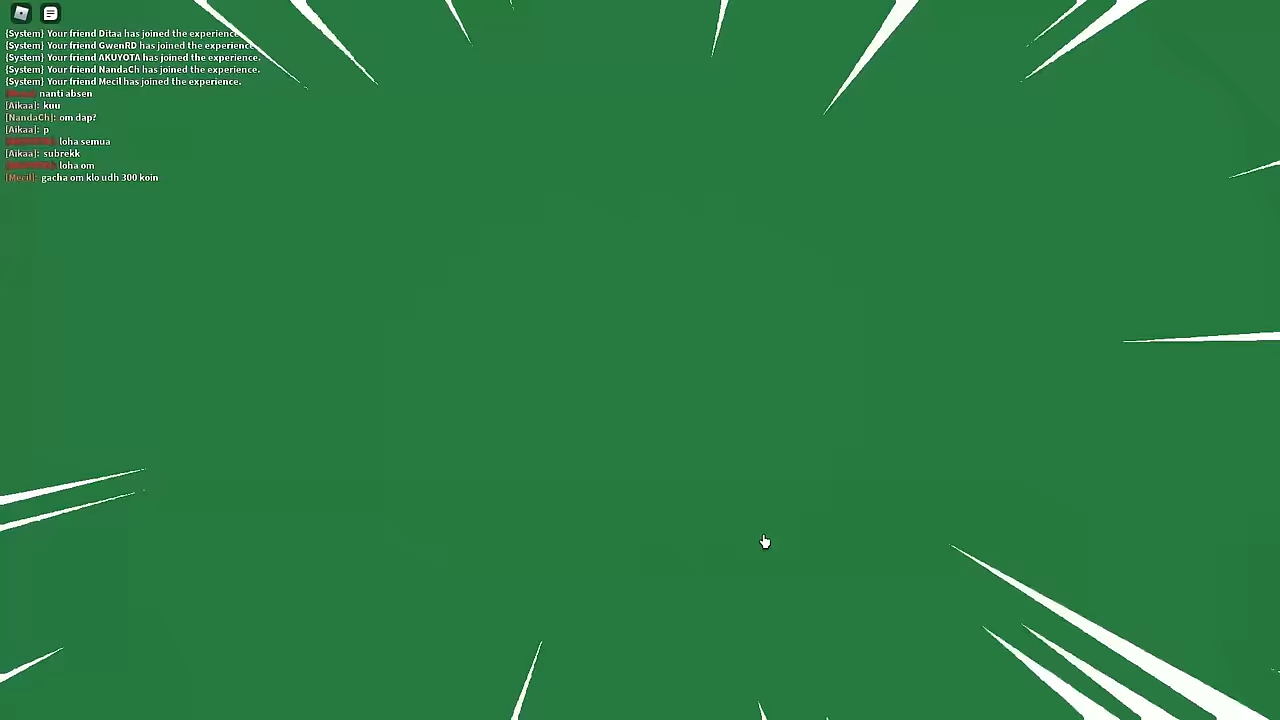 {System} Your friend Ditaa has joined the experience.
{System} Your friend GwenRD has joined the experience.
{System} Your friend AKUYOTA has joined the experience.
{System} Your friend NandaCh has joined the experience.
{System} Your friend Mecil has joined the experience.
nanti absen
[Aikaa]: kuu
[NandaCh]: om dap?
[Aikaa]: p
loha semua
[Aikaa]: subrekk
loha om
[Mecil]: gacha om klo udh 300 koin